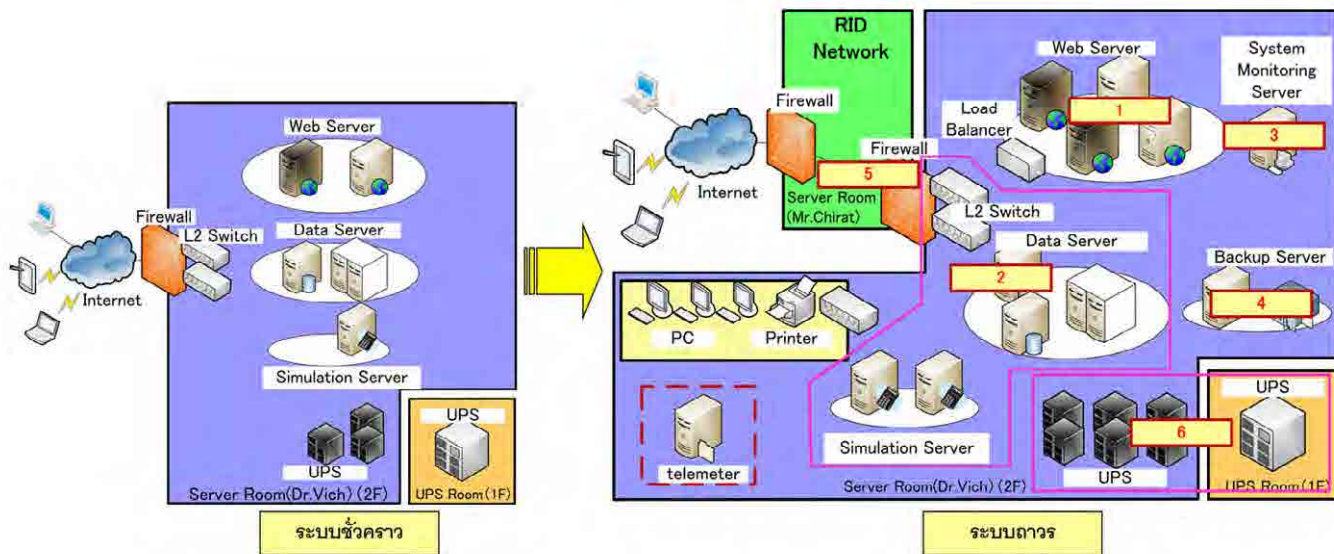 Web Server
Firewall
L2 Switch
Data Server
Internet
Simulation Server
UPS
UPS
Server Room(Dr.Vich) (2F)
UPS Room(1F)
ระบบชั่วคราว
RID
Network
Firewall
Internet
Server Room
(Mr.Chirat)
5
Firewall
Web Server
1
Load
Balancer
System
Monitoring
Server
3
L2 Switch
Data Server
2
Backup Server
4
PC
Printer
telemeter
Simulation Server
UPS
6
UPS
Server Room(Dr.Vich) (2F)
UPS Room(1F)
ระบบถาวร